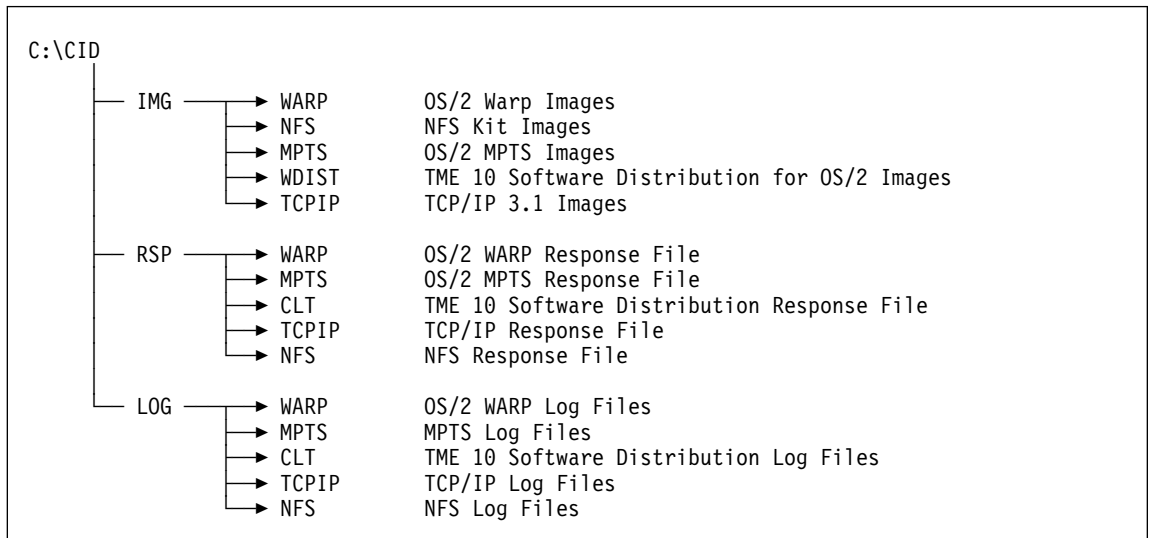 C:\CID
IMG WARP OS/2 Warp Images
NFS NFS Kit Images
MPTS OS/2 MPTS Images
WDIST TME 10 Software Distribution for OS/2 Images
TCPIP TCP/IP 3.1 Images
RSP WARP OS/2 WARP Response File
MPTS OS/2 MPTS Response File
CLT TME 10 Software Distribution Response File
TCPIP TCP/IP Response File
NFS NFS Response File
LOG WARP OS/2 WARP Log Files
MPTS MPTS Log Files
CLT TME 10 Software Distribution Log Files
TCPIP TCP/IP Log Files
NFS NFS Log Files